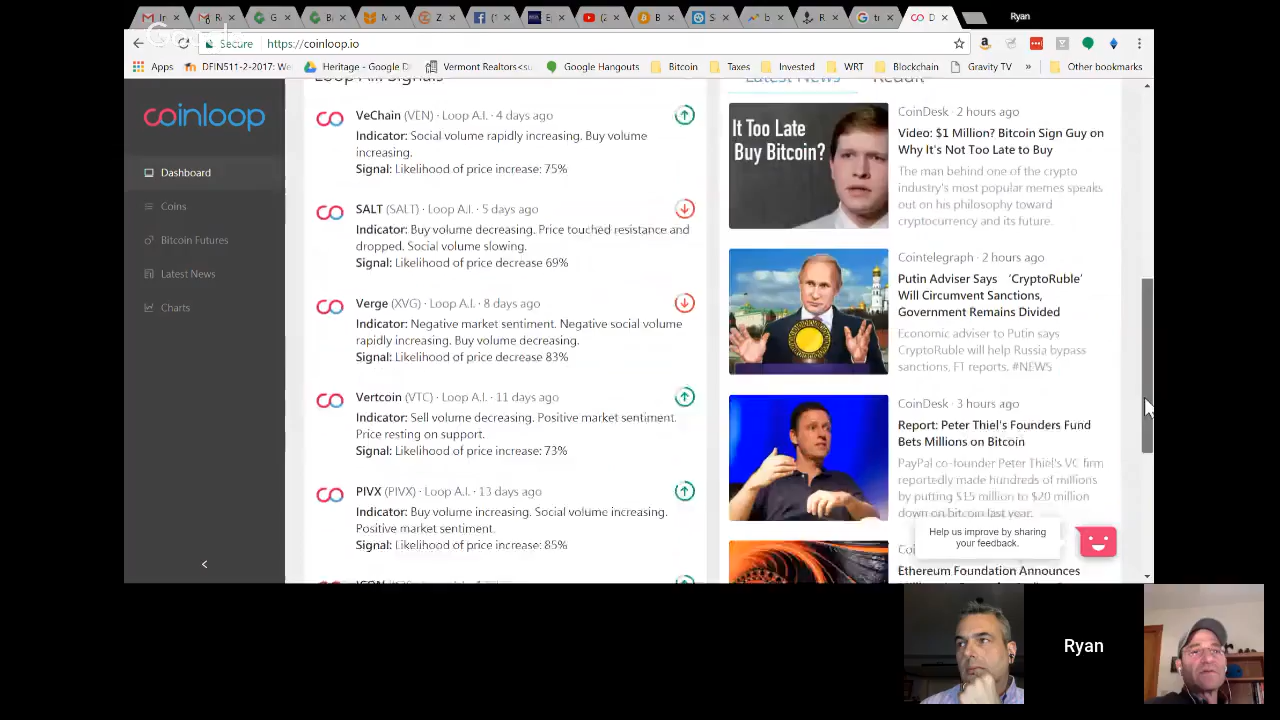 Ryan
Secure
https://coinloop.io
Apps
DFIN511-2-2017: We
Heritage - Google D
Vermont Realtors<su
Google Hangouts
Bitcoin
Taxes
Invested
WRT
Blockchain
Gravity TV
»
Other bookmarks
coinloop
Dashboard
Coins
Bitcoin Futures
Latest News
Charts
Loop A.I. Signals
VeChain (VEN) · Loop A.I. · 4 days ago
Indicator: Social volume rapidly increasing. Buy volume
increasing.
Signal: Likelihood of price increase: 75%
SALT (SALT) · Loop A.I. · 5 days ago
Indicator: Buy volume decreasing. Price touched resistance and
dropped. Social volume slowing.
Signal: Likelihood of price decrease 69%
Verge (XVG) · Loop A.I. · 8 days ago
Indicator: Negative market sentiment. Negative social volume
rapidly increasing. Buy volume decreasing.
Signal: Likelihood of price decrease 83%
Vertcoin (VTC) · Loop A.I. · 11 days ago
Indicator: Sell volume decreasing. Positive market sentiment.
Price resting on support.
Signal: Likelihood of price increase: 73%
PIVX (PIVX) · Loop A.I. · 13 days ago
Indicator: Buy volume increasing. Social volume increasing.
Positive market sentiment.
Signal: Likelihood of price increase: 85%
Latest News
Reddit
It Too Late
Buy Bitcoin?
CoinDesk · 2 hours ago
Video: $1 Million? Bitcoin Sign Guy on
Why It's Not Too Late to Buy
The man behind one of the crypto
industry's most popular memes speaks
out on his philosophy toward
cryptocurrency and its future.
Cointelegraph · 2 hours ago
Putin Adviser Says ‘CryptoRuble’
Will Circumvent Sanctions,
Government Remains Divided
Economic adviser to Putin says
CryptoRuble will help Russia bypass
sanctions, FT reports. #NEWS
CoinDesk · 3 hours ago
Report: Peter Thiel's Founders Fund
Bets Millions on Bitcoin
PayPal co-founder Peter Thiel's VC firm
reportedly made hundreds of millions
by putting $15 million to $20 million
down on bitcoin last year.
Help us improve by sharing
your feedback.
Ethereum Foundation Announces
Ryan